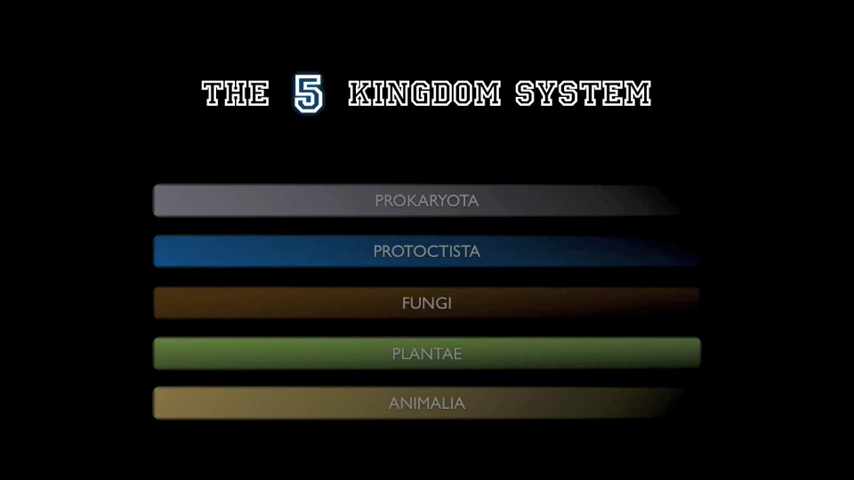 THE 5 KINGDOM SYSTEM
PROKARYOTA
PROTOCTISTA
FUNGI
PLANTAE
ANIMALIA